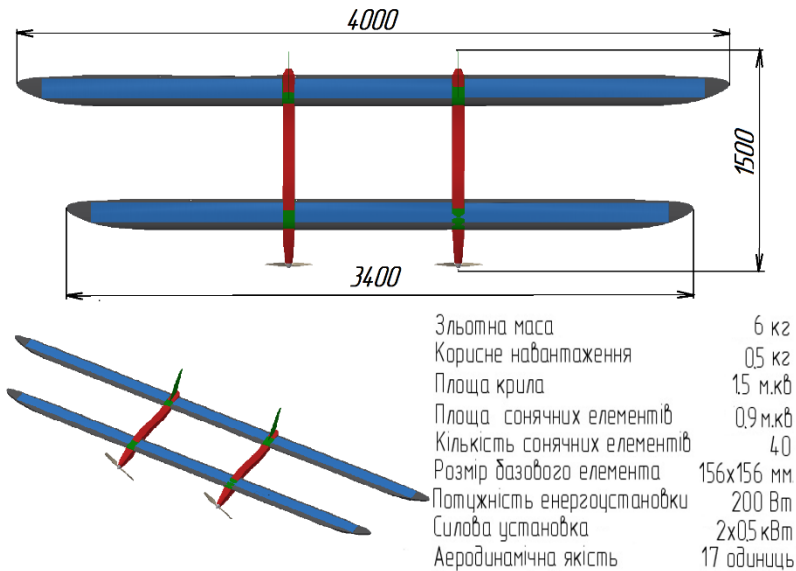 4000
1500
3400
Зльотна маса 6 кг
Корисне навантаження 0,5 кг
Площа крила 1,5 м.кв
Площа сонячних елементів 0,9 м.кв
Кількість сонячних елементів 40
Розмір базового елемента 156х156 мм
Потужність енергоустановки 200 Вт
Силова установка 2х0,5 кВт
Аеродинамічна якість 17 одиниць